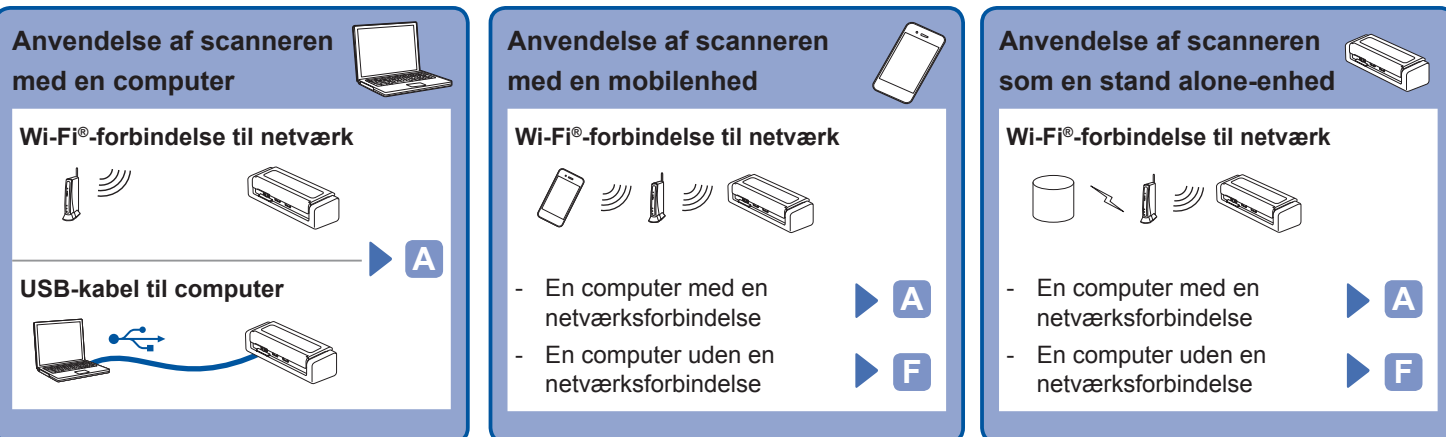 Anvendelse af scanneren
med en computer
Wi-Fi®-forbindelse til netværk
A
USB-kabel til computer
Anvendelse af scanneren
med en mobilenhed
Wi-Fi®-forbindelse til netværk
- En computer med en
netværksforbindelse
A
- En computer uden en
netværksforbindelse
F
Anvendelse af scanneren
som en stand alone-enhed
Wi-Fi®-forbindelse til netværk
- En computer med en
netværksforbindelse
A
- En computer uden en
netværksforbindelse
F